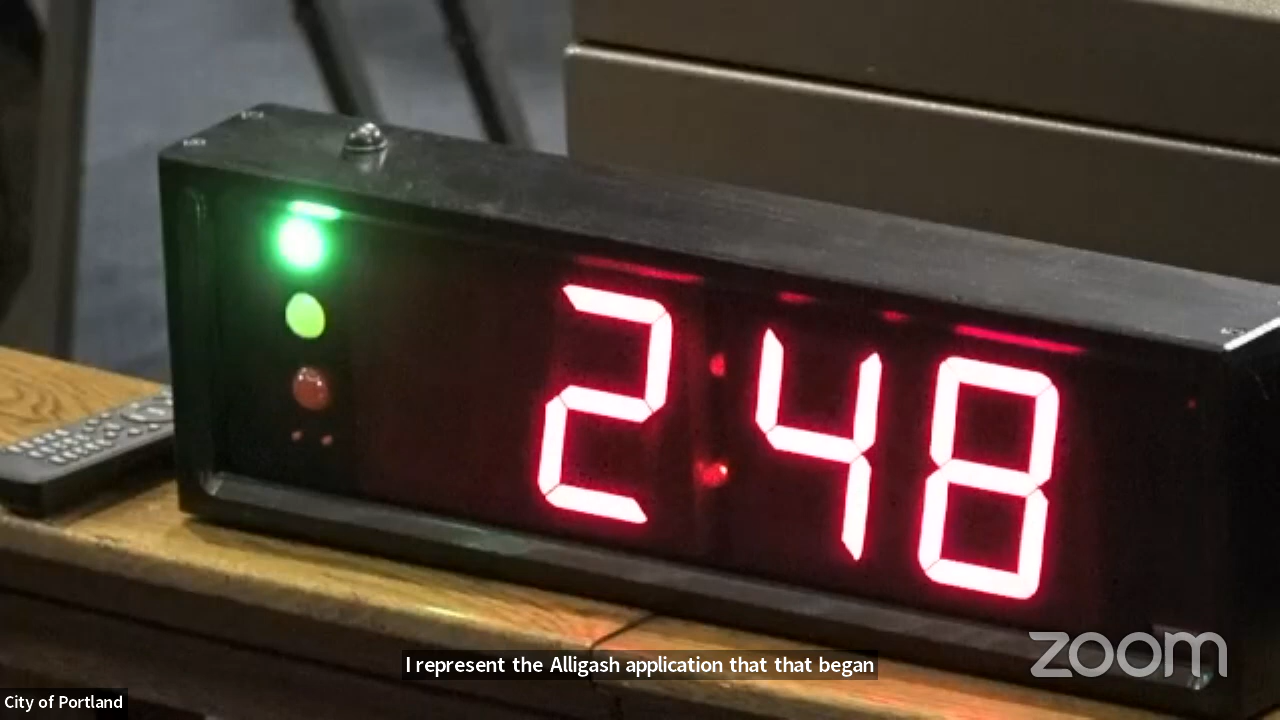 2:48
I represent the Alligash application that that began
zoom
City of Portland